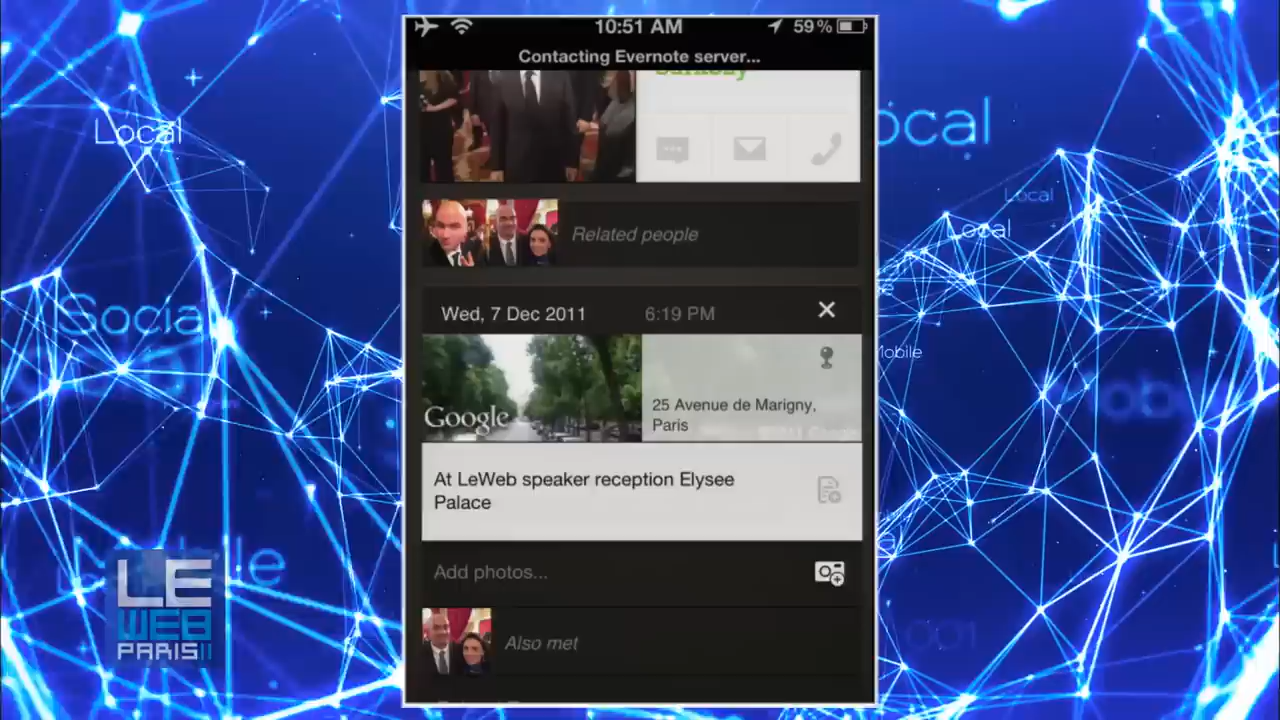 10:51 AM
59%
Contacting Evernote server...
Local
Local
Local
Related people
Social
Wed, 7 Dec 2011
6:19 PM
Mobile
Google
25 Avenue de Marigny,
Paris
At LeWeb speaker reception Elysee
Palace
Mobile
LE
WEB
PARIS11
Add photos...
Also met